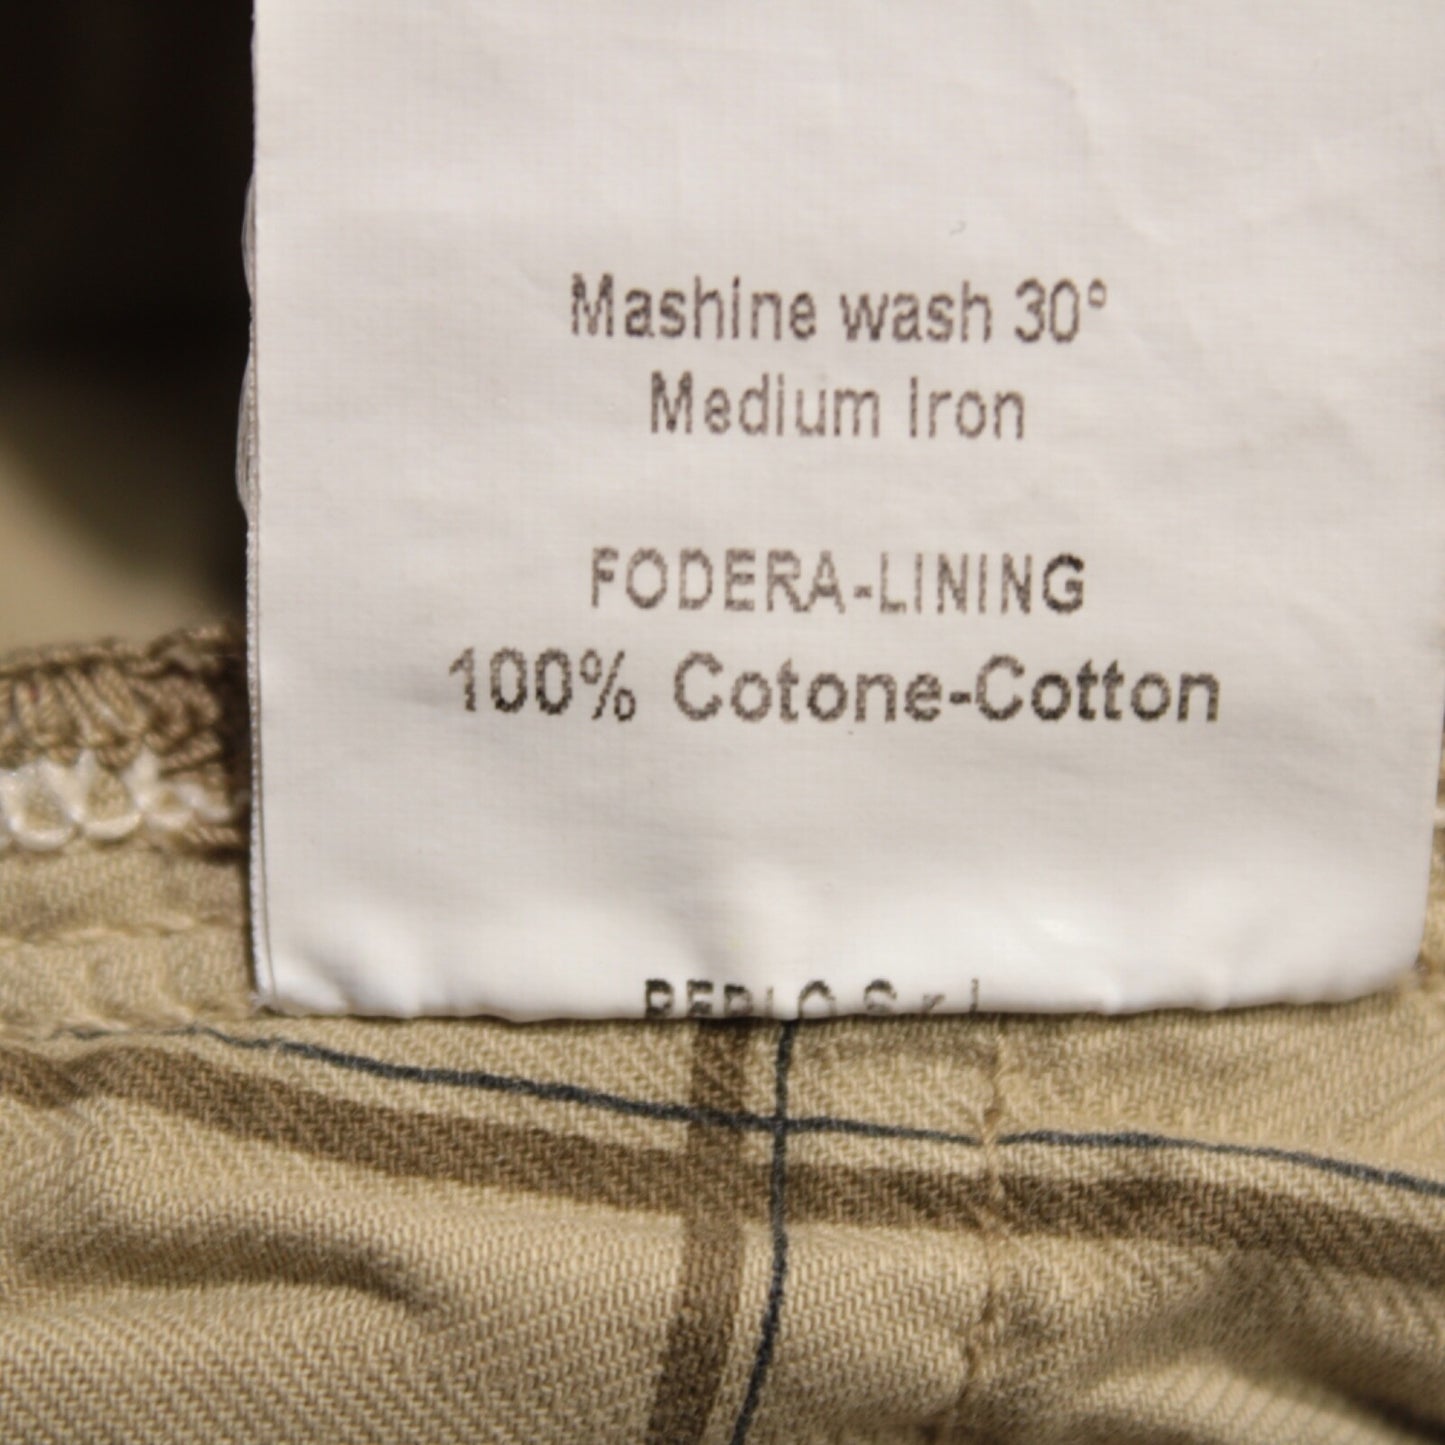 Mashine wash 30°
Medium Iron
FODERA-LINING
100% Cotone-Cotton
S.r.l